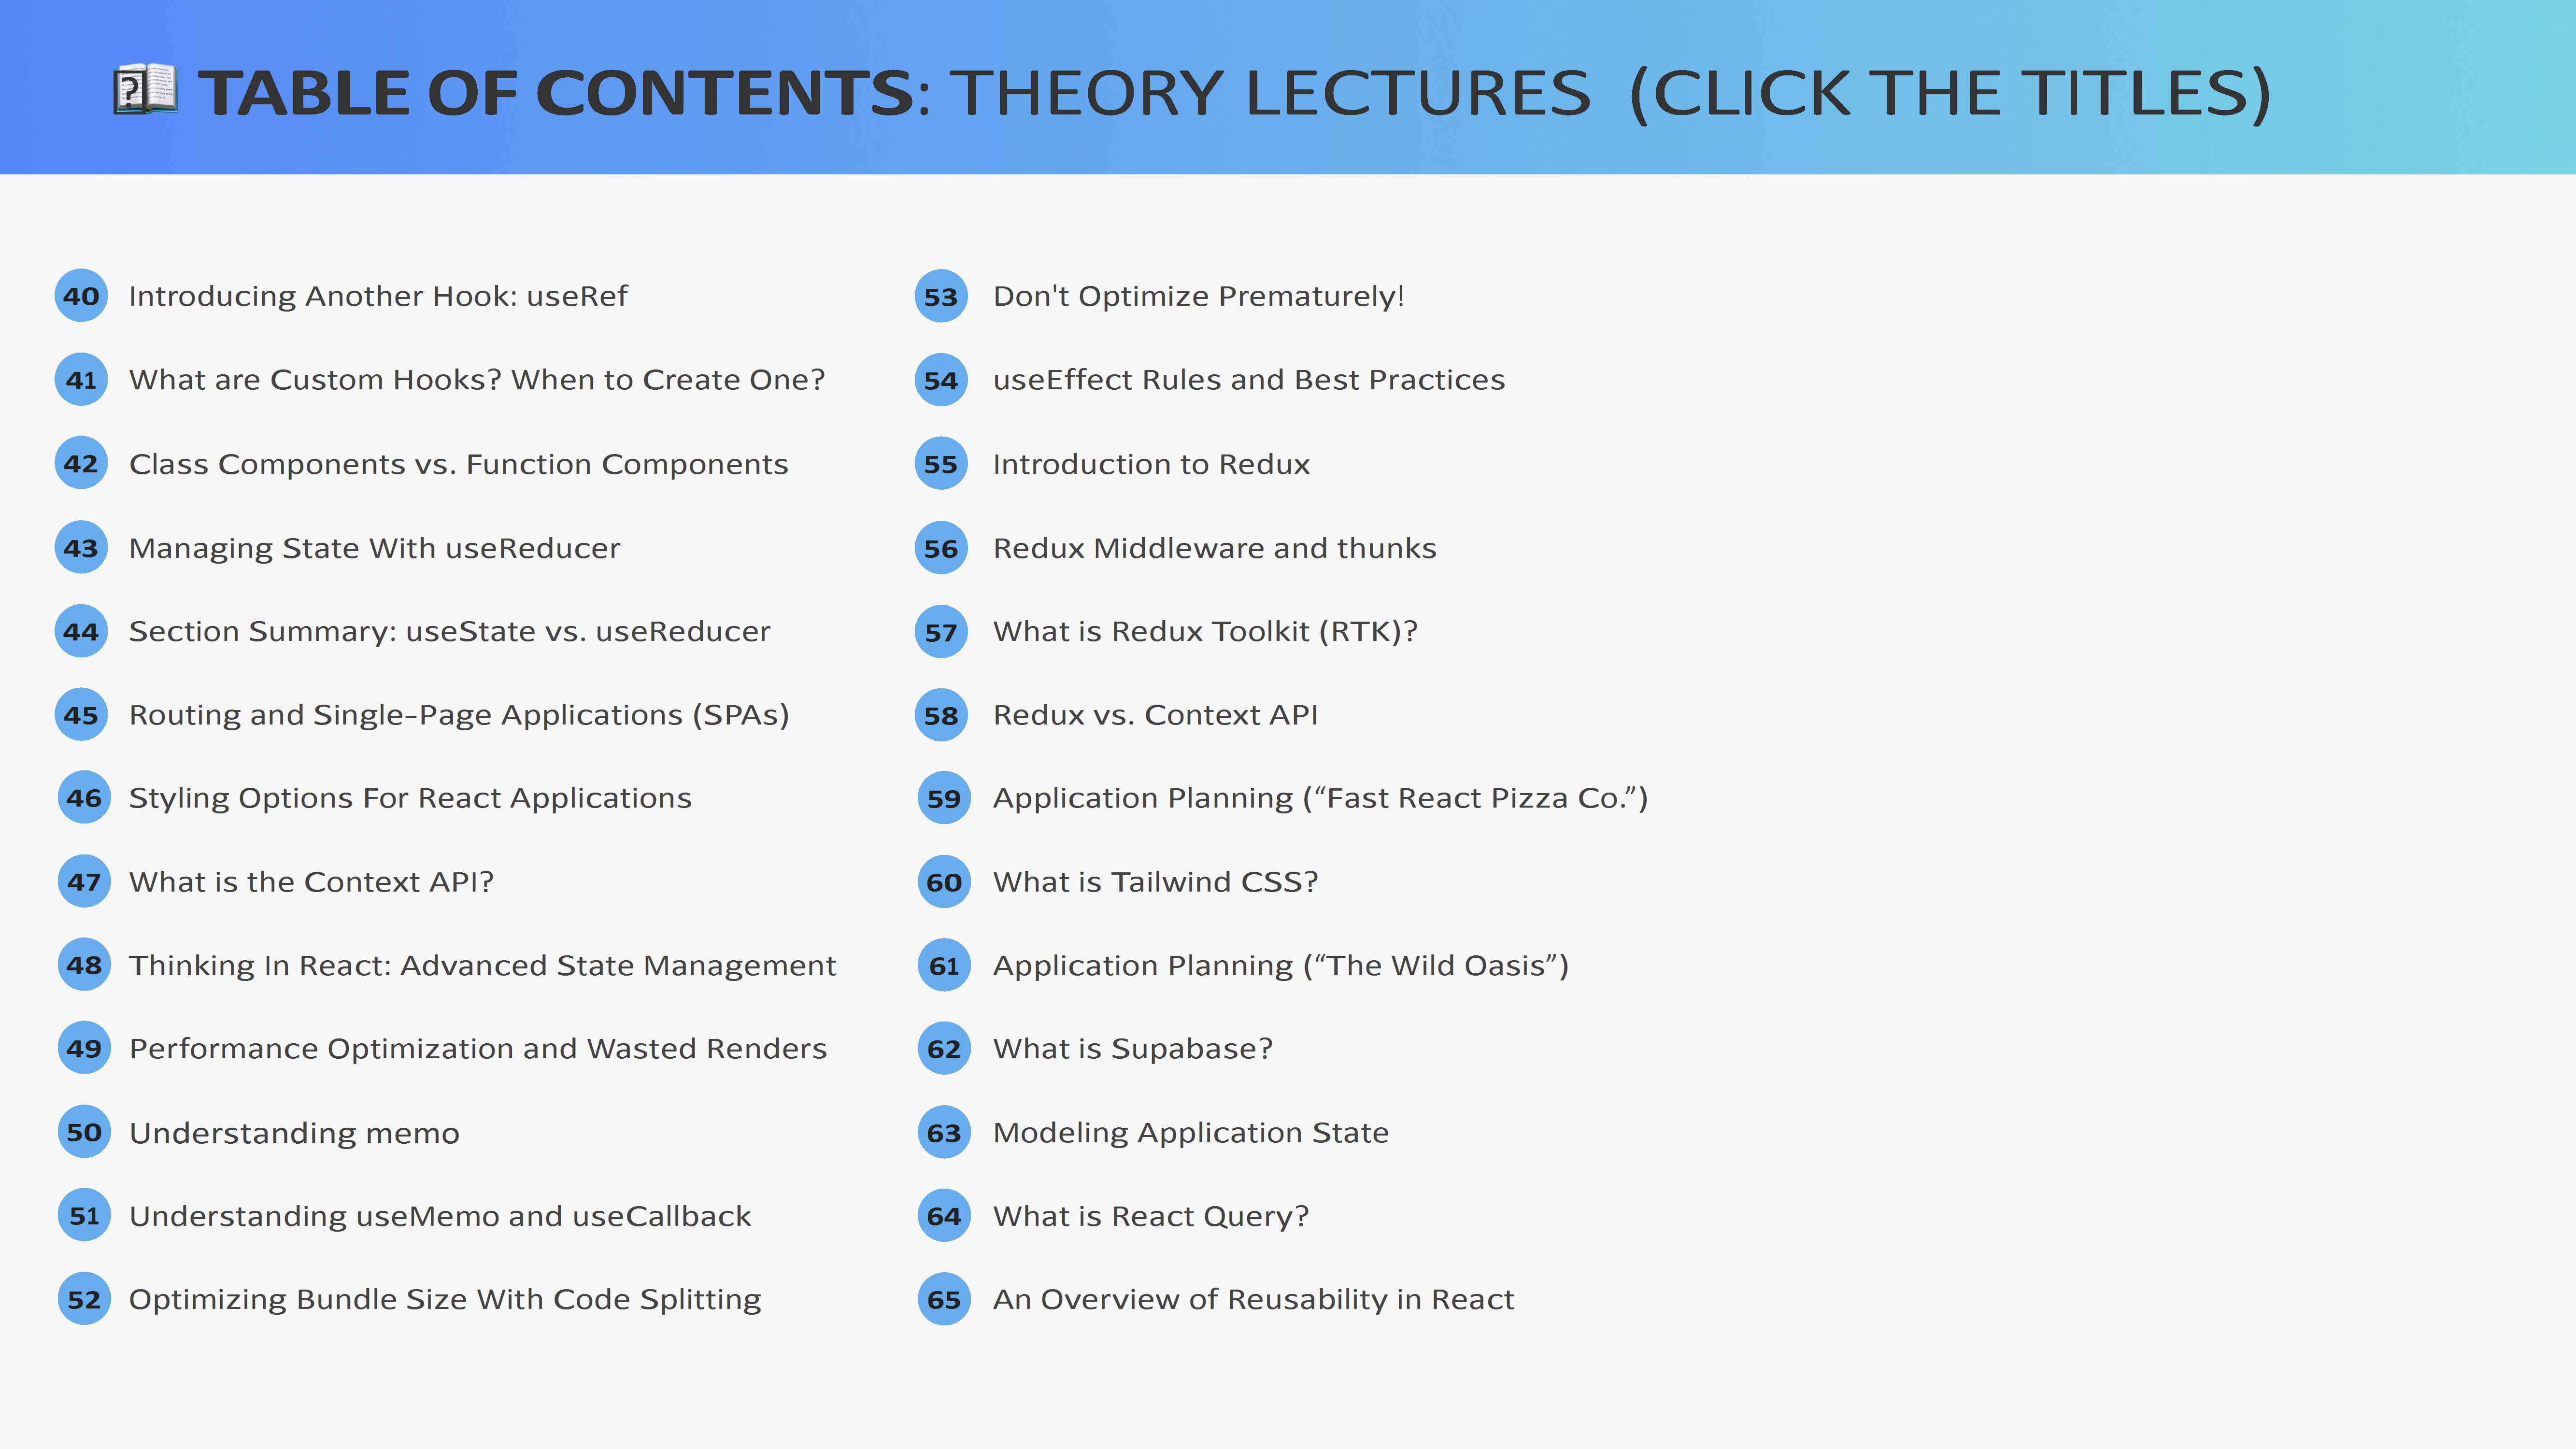 TABLE OF CONTENTS: THEORY LECTURES (CLICK THE TITLES)
40 Introducing Another Hook: useRef
41 What are Custom Hooks? When to Create One?
42 Class Components vs. Function Components
43 Managing State With useReducer
44 Section Summary: useState vs. useReducer
45 Routing and Single-Page Applications (SPAs)
46 Styling Options For React Applications
47 What is the Context API?
48 Thinking In React: Advanced State Management
49 Performance Optimization and Wasted Renders
50 Understanding memo
51 Understanding useMemo and useCallback
52 Optimizing Bundle Size With Code Splitting
53 Don't Optimize Prematurely!
54 useEffect Rules and Best Practices
55 Introduction to Redux
56 Redux Middleware and thunks
57 What is Redux Toolkit (RTK)?
58 Redux vs. Context API
59 Application Planning (“Fast React Pizza Co.”)
60 What is Tailwind CSS?
61 Application Planning (“The Wild Oasis”)
62 What is Supabase?
63 Modeling Application State
64 What is React Query?
65 An Overview of Reusability in React